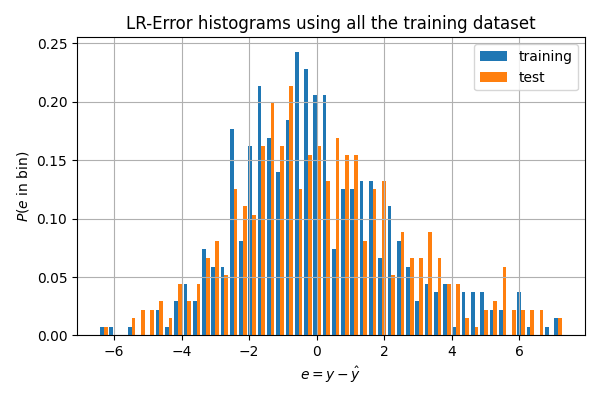 LR-Error histograms using all the training dataset
training
test
P(e in bin)
0.25
0.20
0.15
0.10
0.05
0.00
−6 −4 −2 0 2 4 6
e = y − ŷ